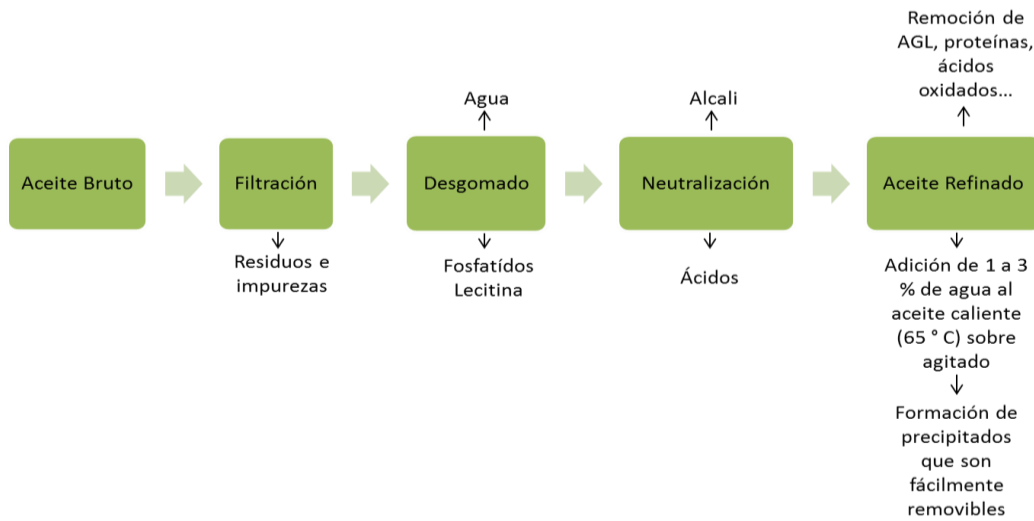 Remoción de
AGL, proteínas,
ácidos
oxidados...
Agua
Alcali
Aceite Bruto
Filtración
Desgomado
Neutralización
Aceite Refinado
Residuos e
impurezas
Fosfatídos
Lecitina
Ácidos
Adición de 1 a 3
% de agua al
aceite caliente
(65 ° C) sobre
agitado
Formación de
precipitados
que son
fácilmente
removibles